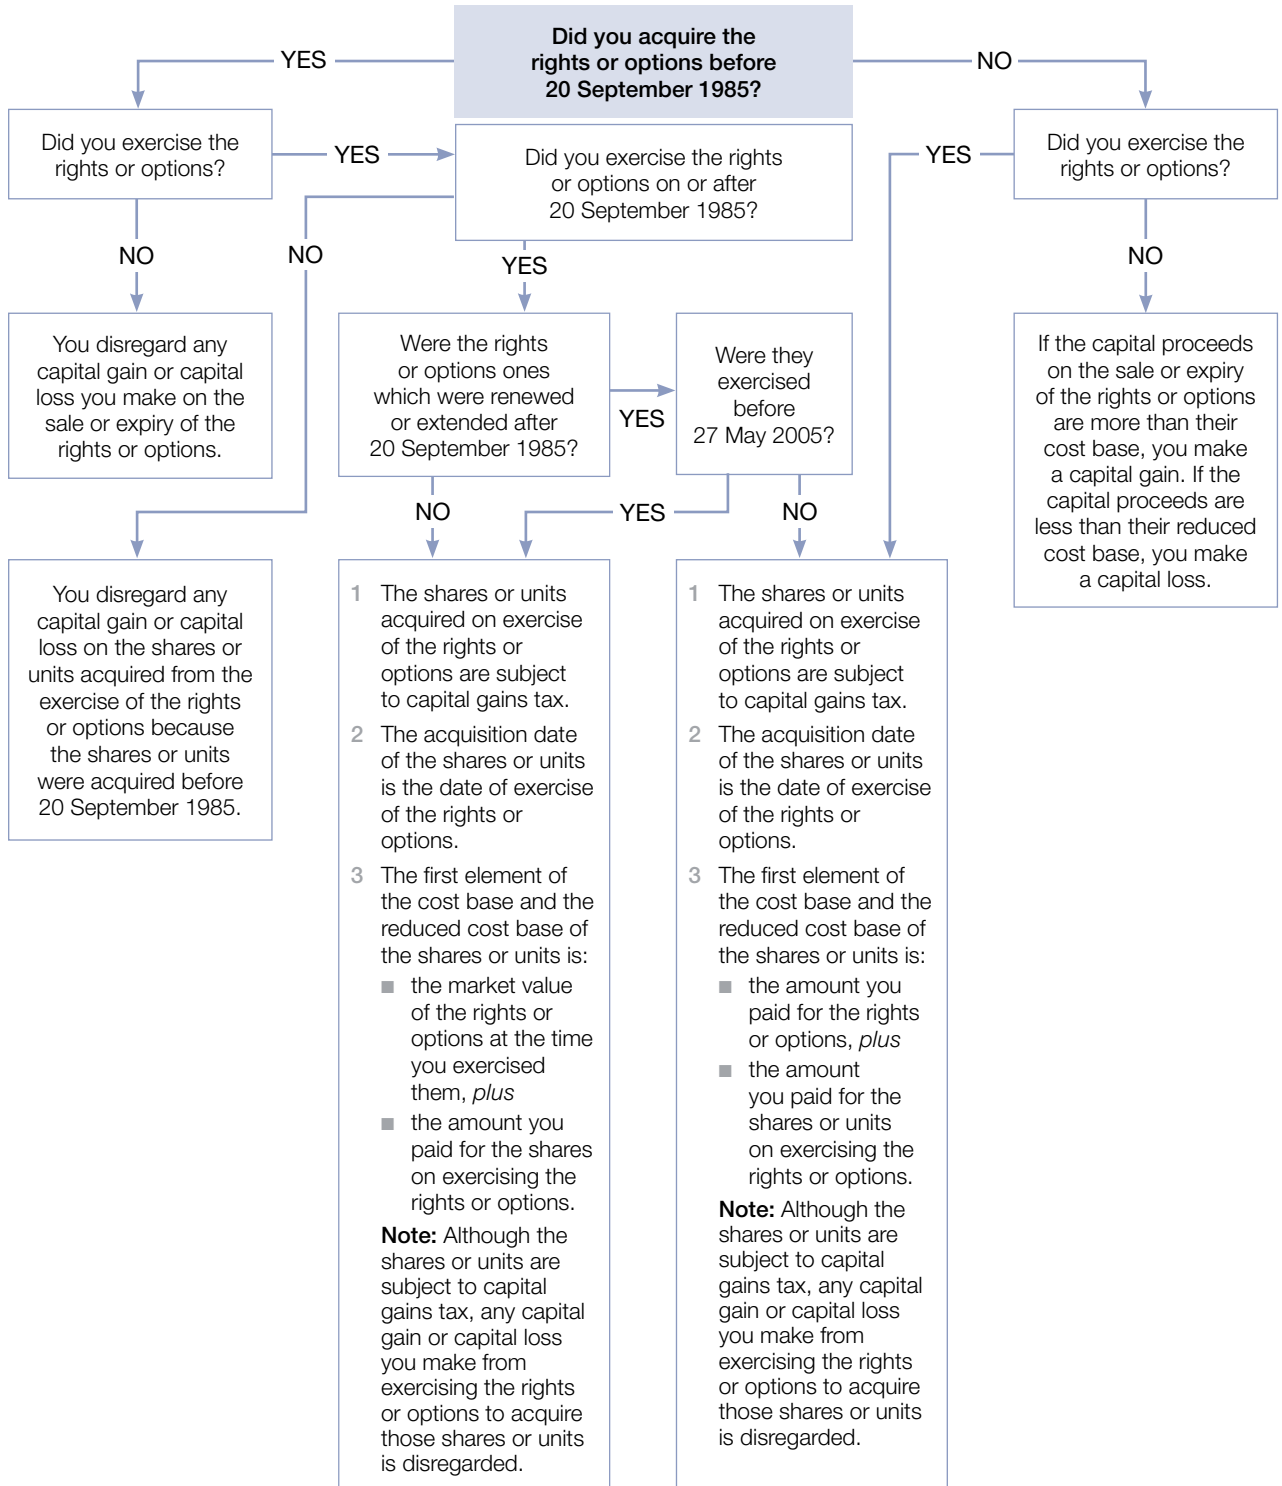 Did you acquire the
rights or options before
20 September 1985?
YES
NO
Did you exercise the
rights or options?
YES
Did you exercise the rights
or options on or after
20 September 1985?
YES
Did you exercise the
rights or options?
NO
NO
YES
NO
You disregard any
capital gain or capital
loss you make on the
sale or expiry of the
rights or options.
Were the rights
or options ones
which were renewed
or extended after
20 September 1985?
YES
Were they
exercised
before
27 May 2005?
If the capital proceeds
on the sale or expiry
of the rights or options
are more than their
cost base, you make
a capital gain. If the
capital proceeds are
less than their reduced
cost base, you make
a capital loss.
NO
YES
NO
You disregard any
capital gain or capital
loss on the shares or
units acquired from the
exercise of the rights
or options because
the shares or units
were acquired before
20 September 1985.
1 The shares or units
acquired on exercise
of the rights or
options are subject
to capital gains tax.
2 The acquisition date
of the shares or units
is the date of exercise
of the rights or
options.
3 The first element of
the cost base and the
reduced cost base of
the shares or units is:
■ the market value
of the rights or
options at the time
you exercised
them, plus
■ the amount you
paid for the shares
on exercising the
rights or options.
Note: Although the
shares or units are
subject to capital
gains tax, any capital
gain or capital loss
you make from
exercising the rights
or options to acquire
those shares or units
is disregarded.
1 The shares or units
acquired on exercise
of the rights or
options are subject
to capital gains tax.
2 The acquisition date
of the shares or units
is the date of exercise
of the rights or
options.
3 The first element of
the cost base and the
reduced cost base of
the shares or units is:
■ the amount you
paid for the rights
or options, plus
■ the amount
you paid for the
shares or units
on exercising the
rights or options.
Note: Although the
shares or units are
subject to capital
gains tax, any capital
gain or capital loss
you make from
exercising the rights
or options to acquire
those shares or units
is disregarded.